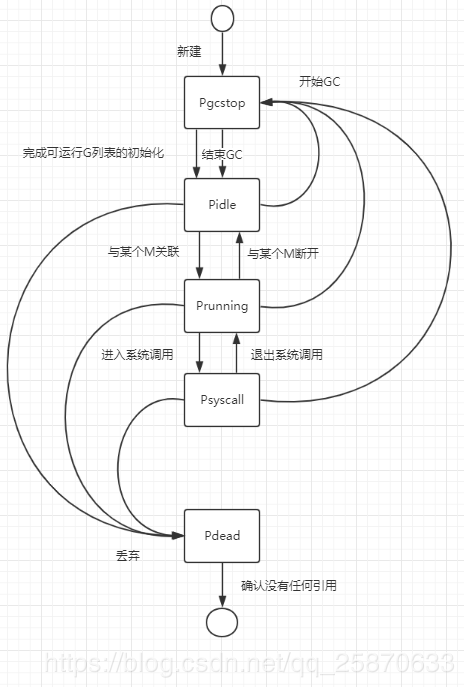 新建
Pgcstop
开始GC
完成可运行G列表的初始化
结束GC
Pidle
与某个M关联
与某个M断开
Prunning
进入系统调用
退出系统调用
Psyscall
Pdead
丢弃
确认没有任何引用
https://blog.csdn.net/qq_25870633